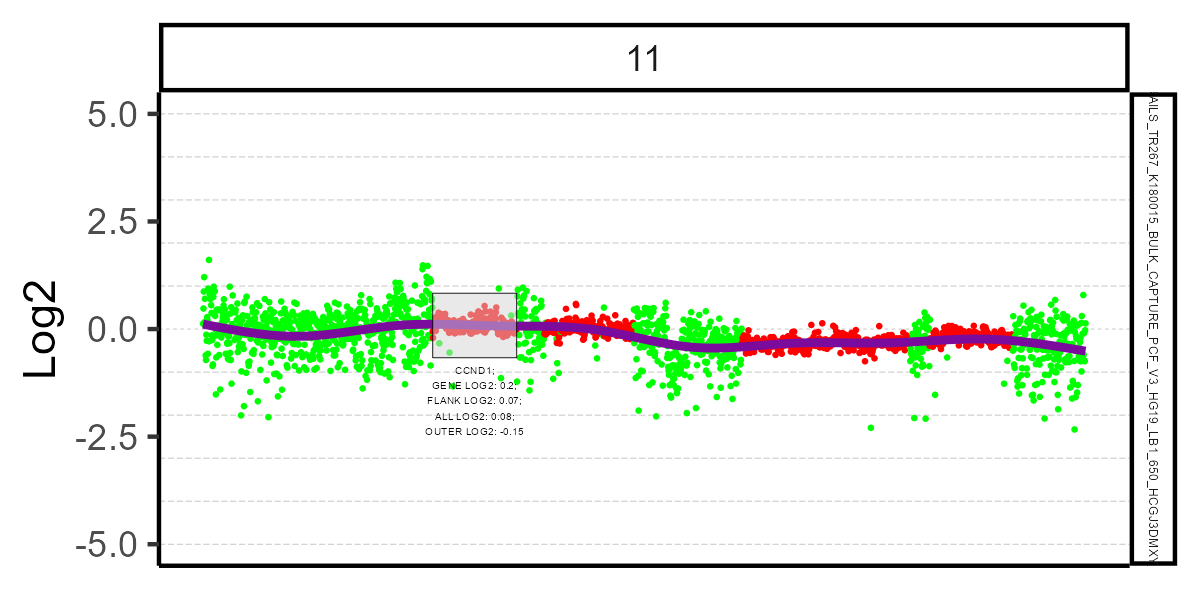 11
5.0
2.5
0.0
-2.5
-5.0
Log2
CCND1;
GENE LOG2: 0.2;
FLANK LOG2: 0.07;
ALL LOG2: 0.08;
OUTER LOG2: -0.15
AILS_TR267_K180015_BULK_CAPTURE_PCF_V3_HG19_LB1_650_HCGJ3DMXY